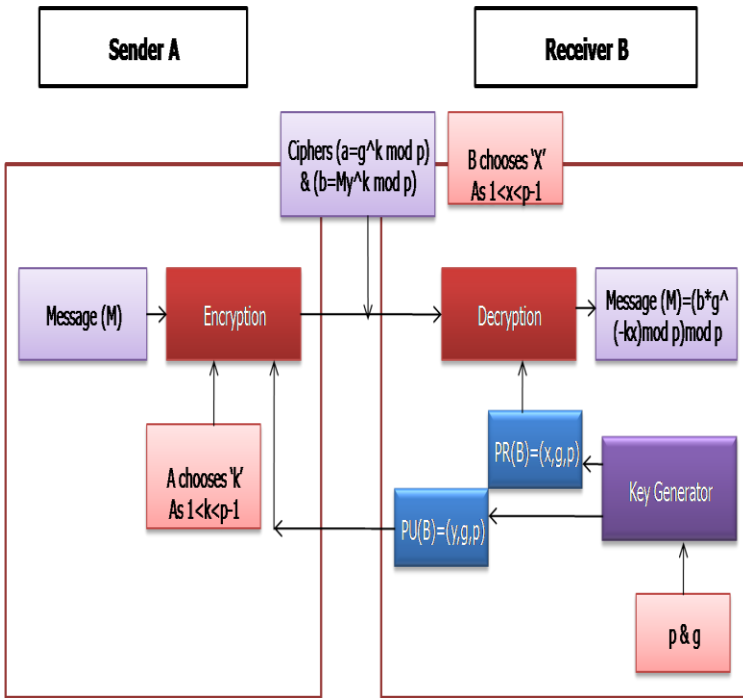 Sender A
Receiver B
Ciphers (a=g^k mod p)
& (b=My^k mod p)
B chooses ‘X’
As 1<x<p-1
Message (M)
Encryption
Decryption
Message (M)=(b*g^
(-kx)mod p)mod p
A chooses ‘k’
As 1<k<p-1
PR(B)=(x,g,p)
PU(B)=(y,g,p)
Key Generator
p & g